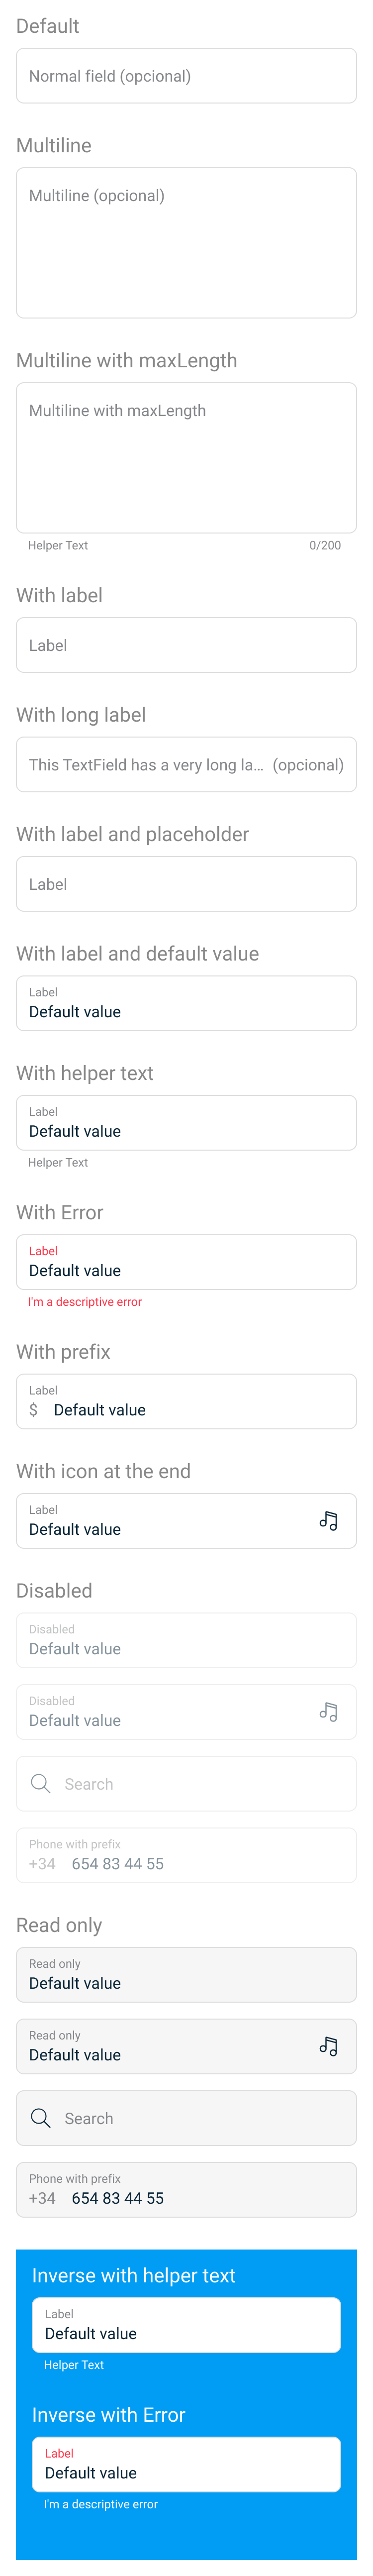 Default
Normal field (opcional)
Multiline
Multiline (opcional)
Multiline with maxLength
Multiline with maxLength
Helper Text 0/200
With label
Label
With long label
This TextField has a very long la... (opcional)
With label and placeholder
Label
With label and default value
Label
Default value
With helper text
Label
Default value
Helper Text
With Error
Label
Default value
I'm a descriptive error
With prefix
Label
$ Default value
With icon at the end
Label
Default value
Disabled
Disabled
Default value
Disabled
Default value
Search
Phone with prefix
+34 654 83 44 55
Read only
Read only
Default value
Read only
Default value
Search
Phone with prefix
+34 654 83 44 55
Inverse with helper text
Label
Default value
Helper Text
Inverse with Error
Label
Default value
I'm a descriptive error